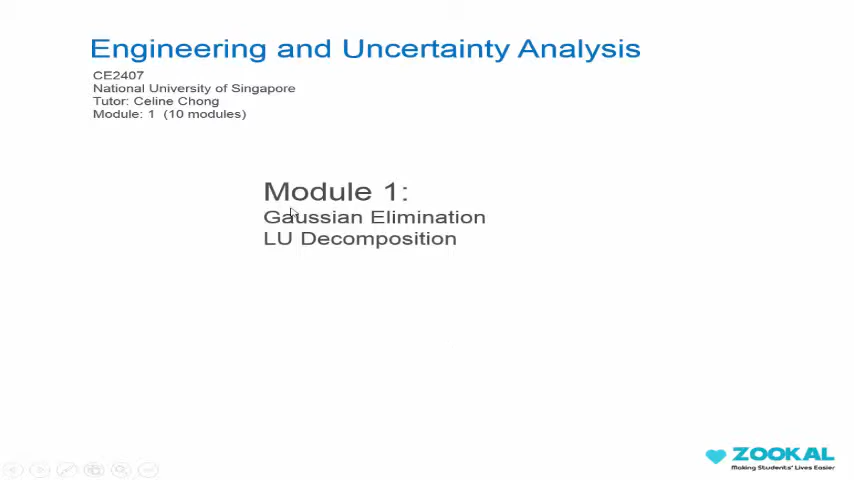 Engineering and Uncertainty Analysis
CE2407
National University of Singapore
Tutor: Celine Chong
Module: 1  (10 modules)
Module 1:
Gaussian Elimination
LU Decomposition
ZOOKAL
Making Students' Lives Easier